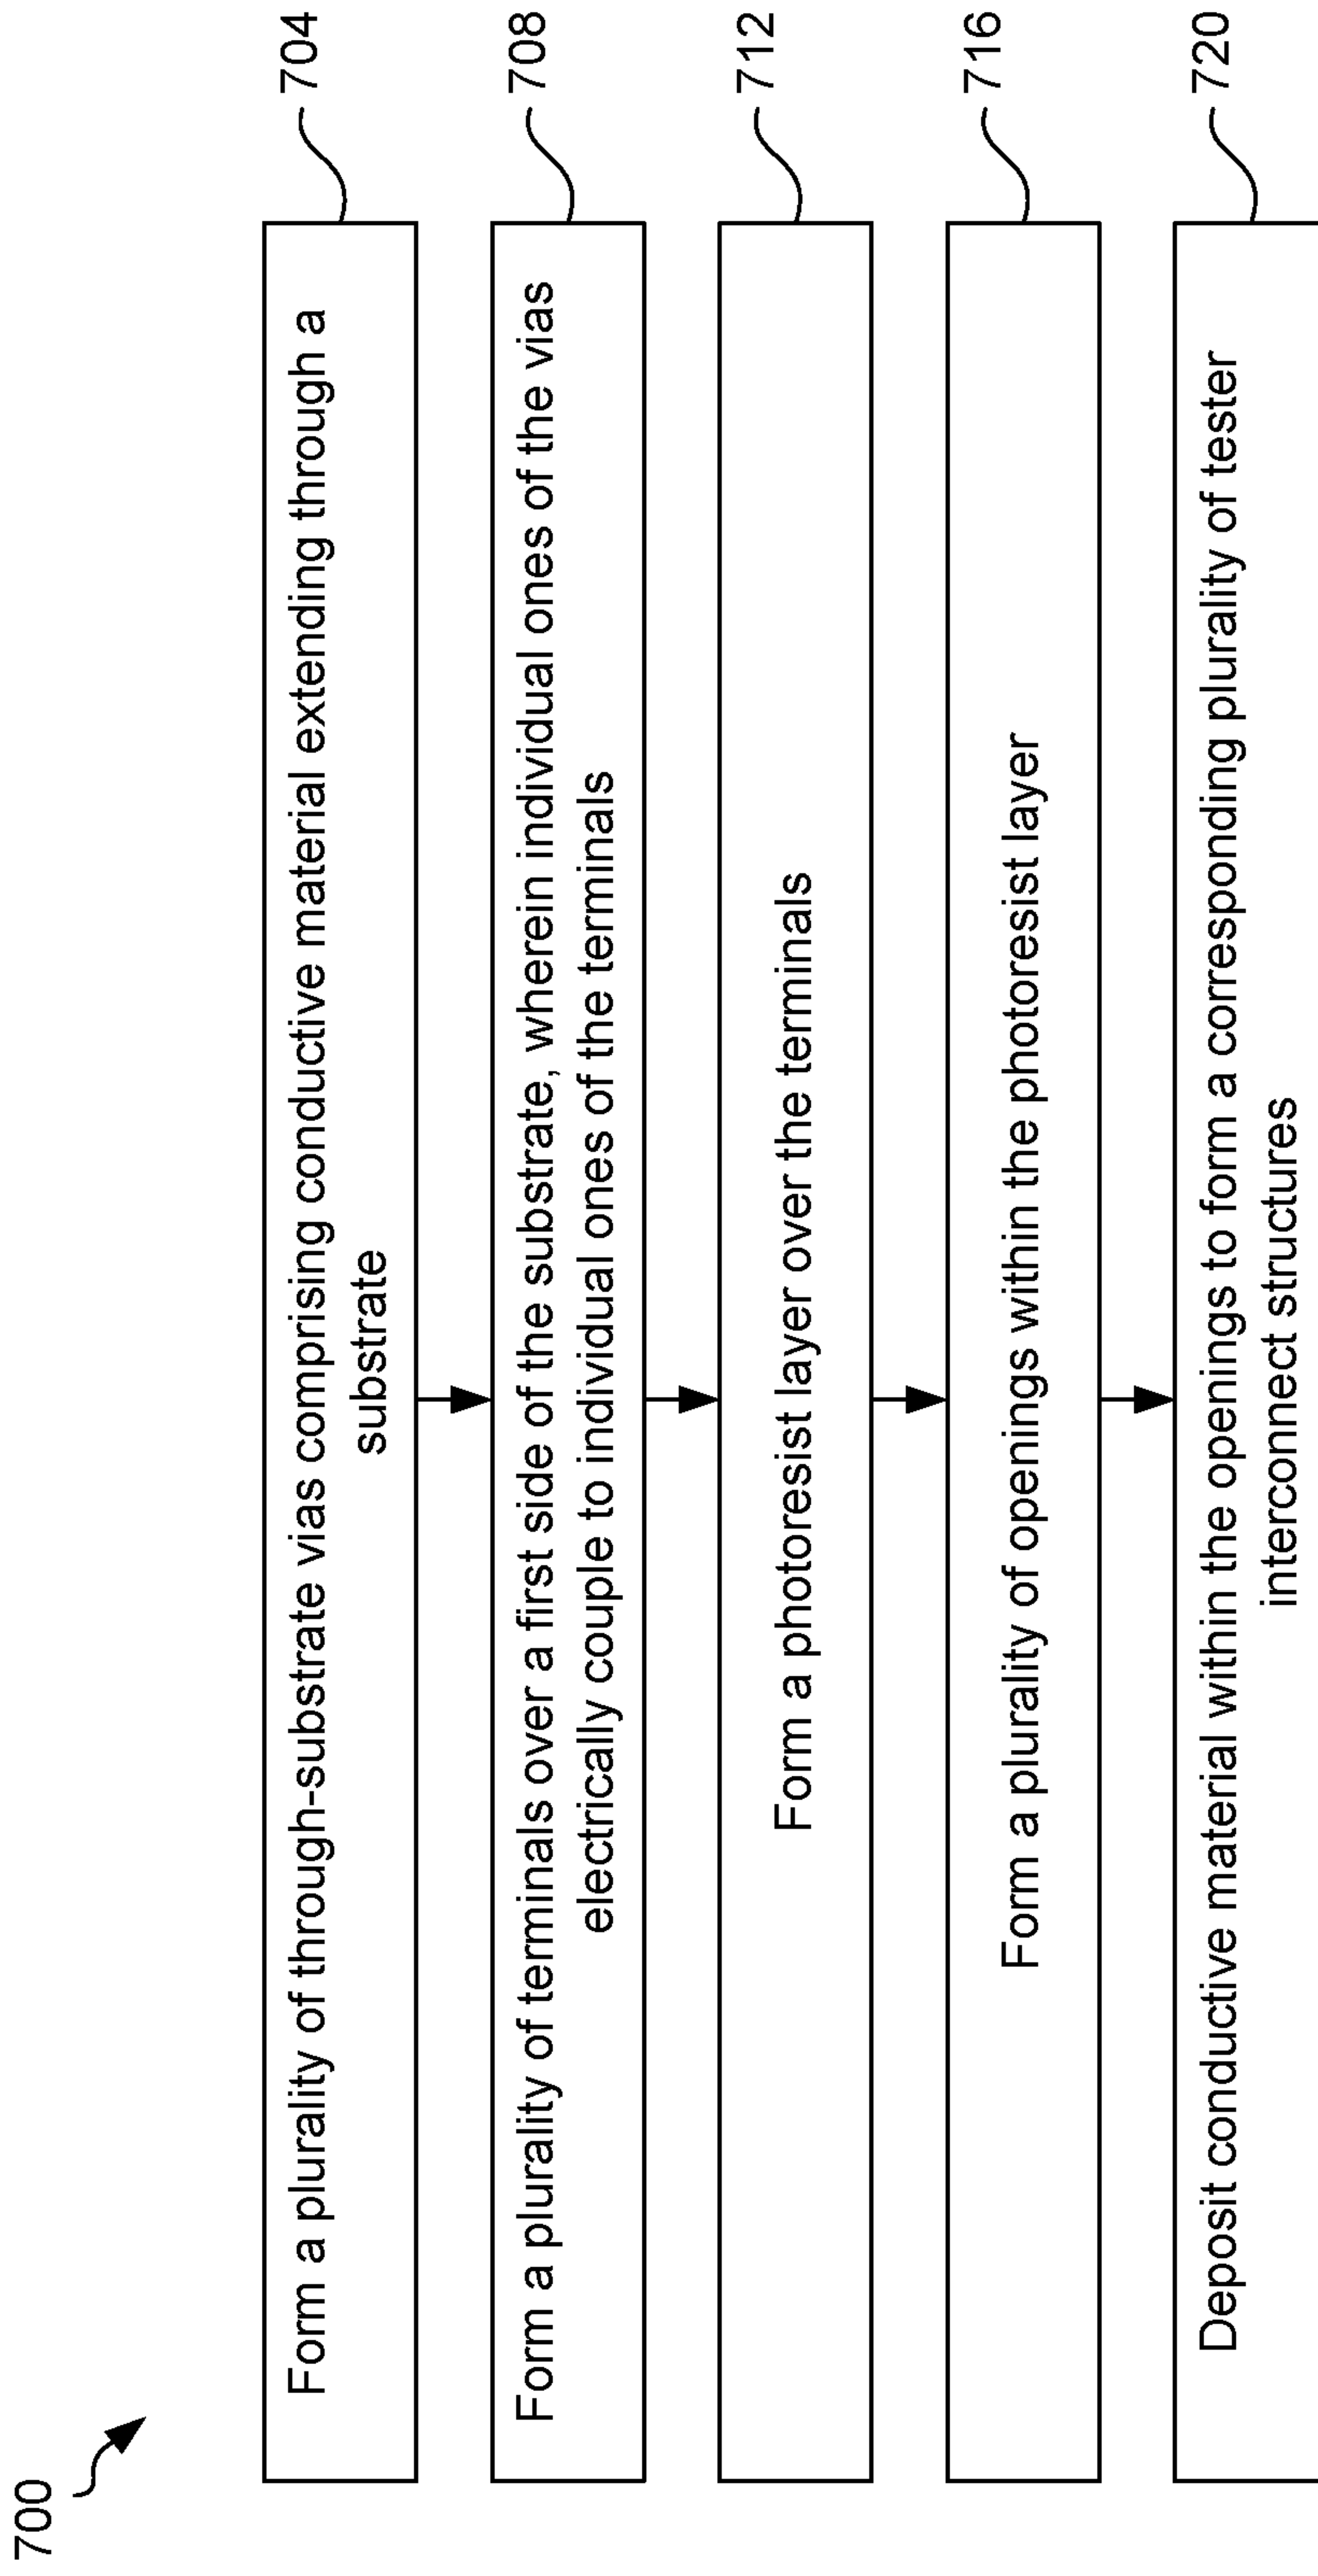 700
Form a plurality of through-substrate vias comprising conductive material extending through a
substrate
704
Form a plurality of terminals over a first side of the substrate, wherein individual ones of the vias
electrically couple to individual ones of the terminals
708
Form a photoresist layer over the terminals
712
Form a plurality of openings within the photoresist layer
716
Deposit conductive material within the openings to form a corresponding plurality of tester
interconnect structures
720